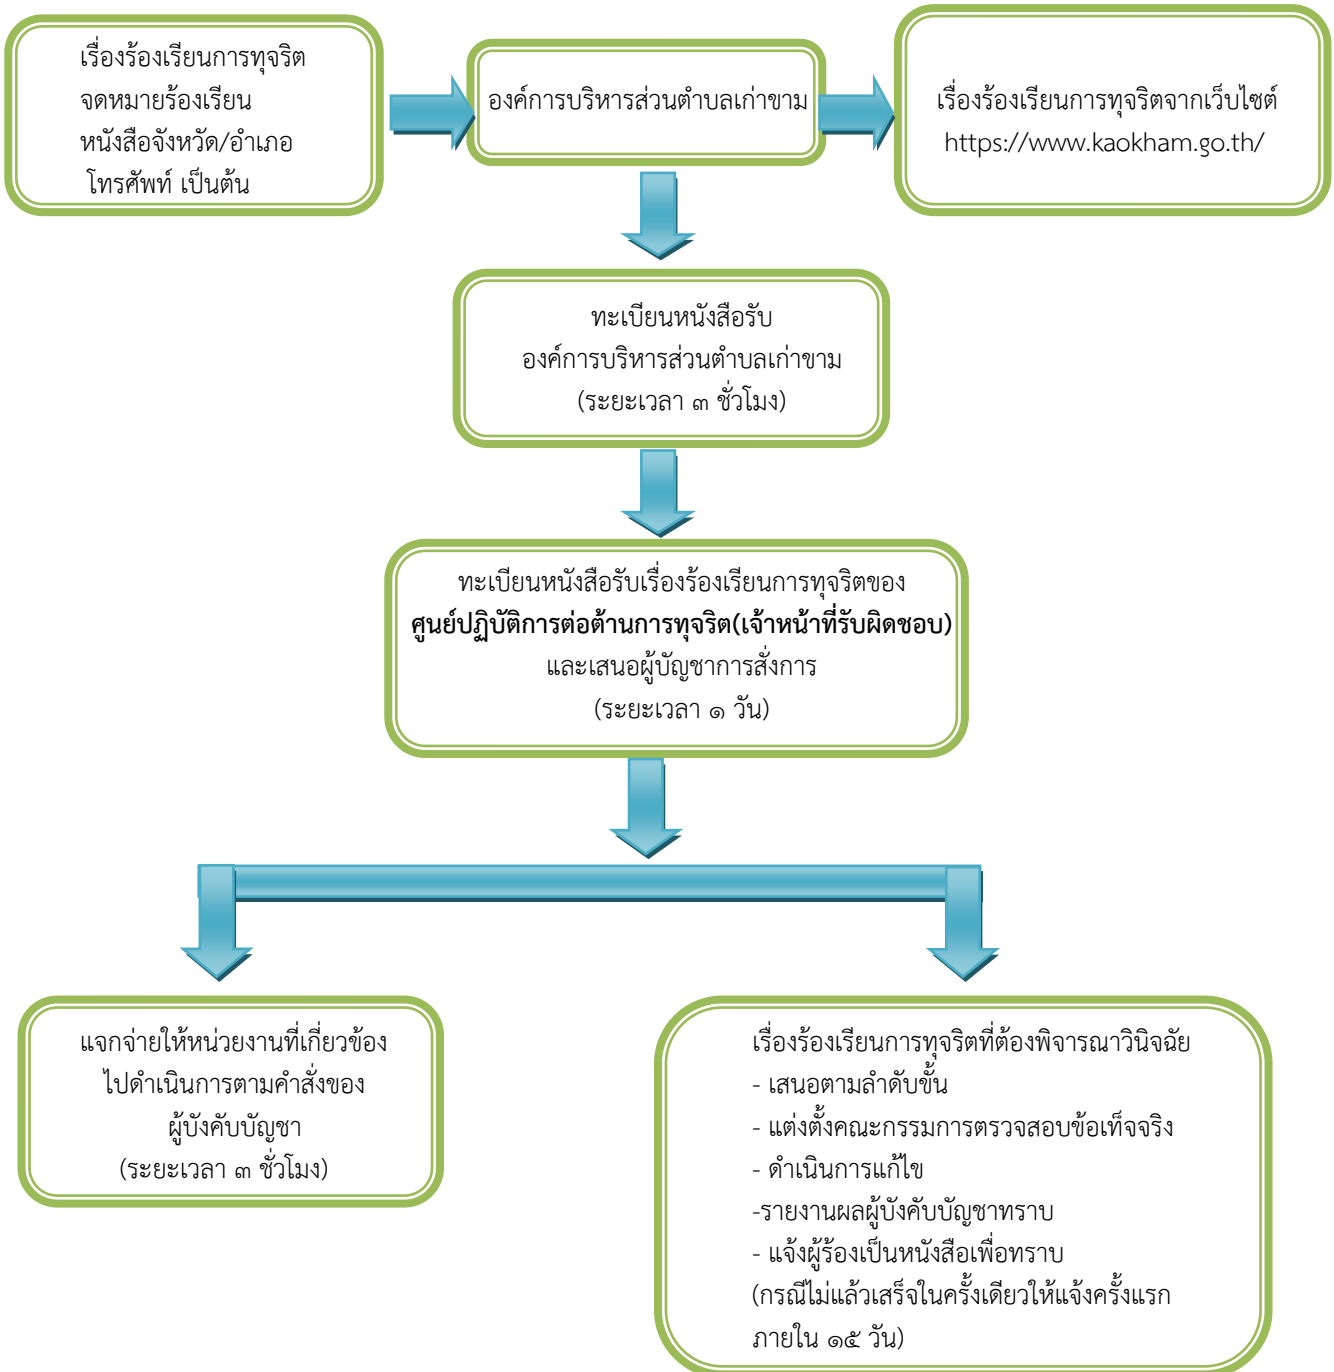 เรื่องร้องเรียนการทุจริต
จดหมายร้องเรียน
หนังสือจังหวัด/อำเภอ
โทรศัพท์ เป็นต้น
องค์การบริหารส่วนตำบลเก่าขาม
เรื่องร้องเรียนการทุจริตจากเว็บไซต์
https://www.kaokham.go.th/
ทะเบียนหนังสือรับ
องค์การบริหารส่วนตำบลเก่าขาม
(ระยะเวลา ๓ ชั่วโมง)
ทะเบียนหนังสือรับเรื่องร้องเรียนการทุจริตของ
ศูนย์ปฏิบัติการต่อต้านการทุจริต(เจ้าหน้าที่รับผิดชอบ)
และเสนอผู้บัญชาการสั่งการ
(ระยะเวลา ๑ วัน)
แจกจ่ายให้หน่วยงานที่เกี่ยวข้อง
ไปดำเนินการตามคำสั่งของ
ผู้บังคับบัญชา
(ระยะเวลา ๓ ชั่วโมง)
เรื่องร้องเรียนการทุจริตที่ต้องพิจารณาวินิจฉัย
- เสนอตามลำดับขั้น
- แต่งตั้งคณะกรรมการตรวจสอบข้อเท็จจริง
- ดำเนินการแก้ไข
-รายงานผลผู้บังคับบัญชาทราบ
- แจ้งผู้ร้องเป็นหนังสือเพื่อทราบ
(กรณีไม่แล้วเสร็จในครั้งเดียวให้แจ้งครั้งแรก
ภายใน ๑๕ วัน)